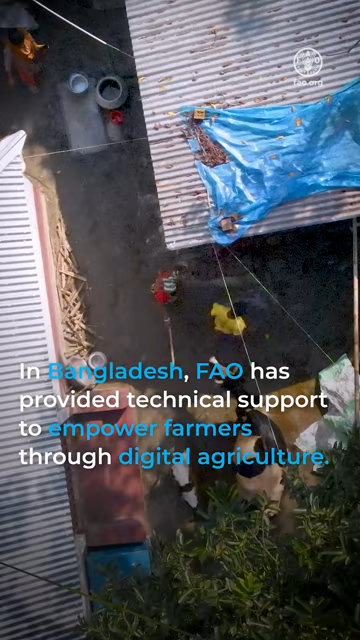 fao.org
In Bangladesh, FAO has
provided technical support
to empower farmers
through digital agriculture.